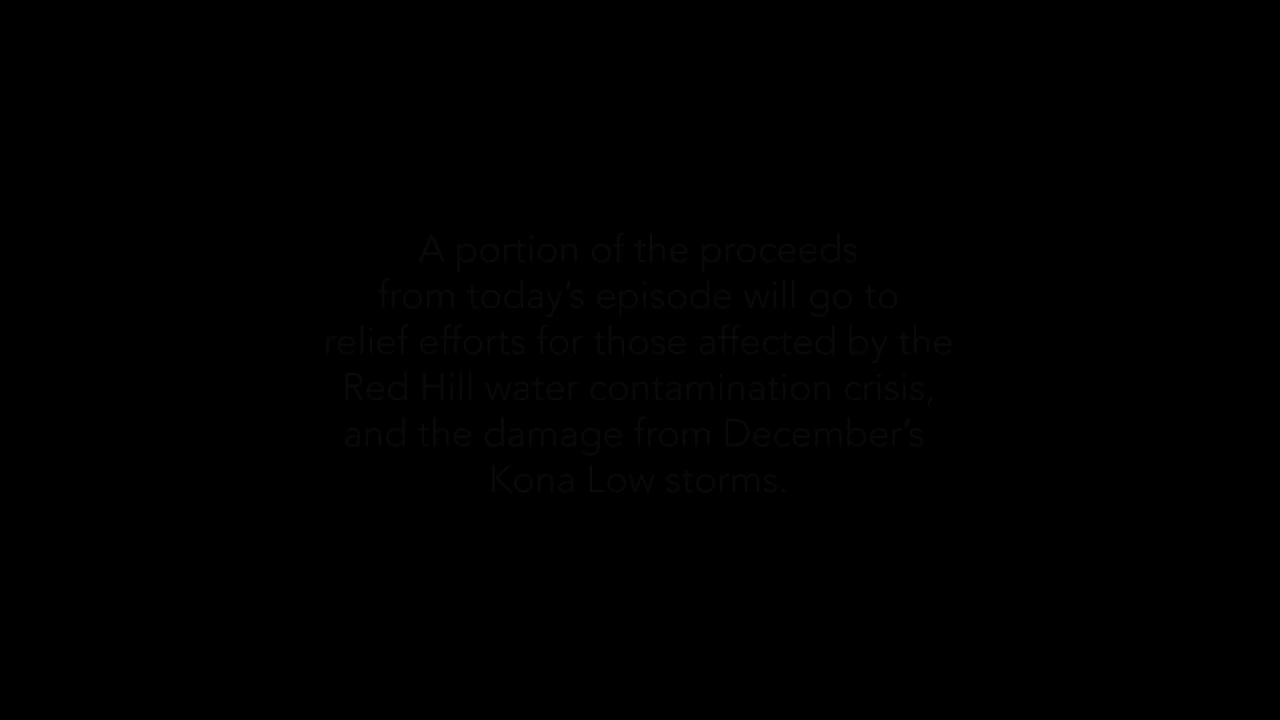 A portion of the proceeds
from today’s episode will go to
relief efforts for those affected by the
Red Hill water contamination crisis,
and the damage from December’s
Kona Low storms.